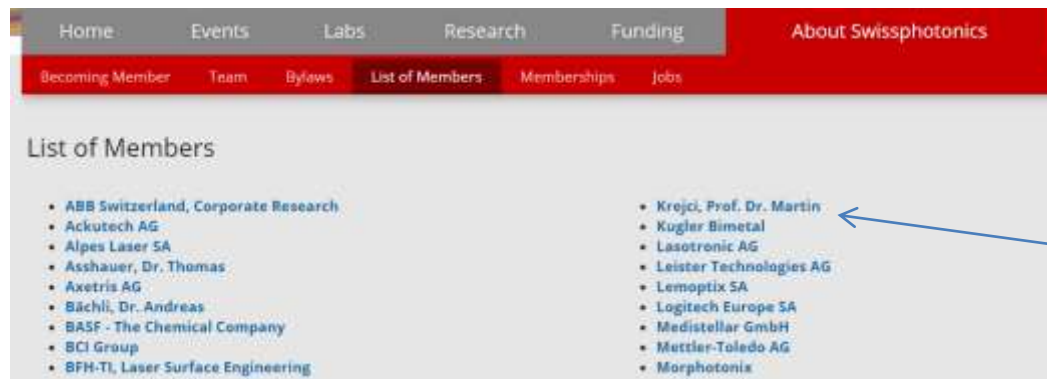 Home Events Labs Research Funding About Swissphotonics
Becoming Member Team Bylaws List of Members Memberships Jobs
List of Members
• ABB Switzerland, Corporate Research
• Ackutech AG
• Alpes Laser SA
• Asshauer, Dr. Thomas
• Axetris AG
• Bächli, Dr. Andreas
• BASF - The Chemical Company
• BCI Group
• BFH-TI, Laser Surface Engineering
• Krejci, Prof. Dr. Martin
• Kugler Bimetal
• Lasotronic AG
• Leister Technologies AG
• Lemoptix SA
• Logitech Europe SA
• Medistellar GmbH
• Mettler-Toledo AG
• Morphotonix